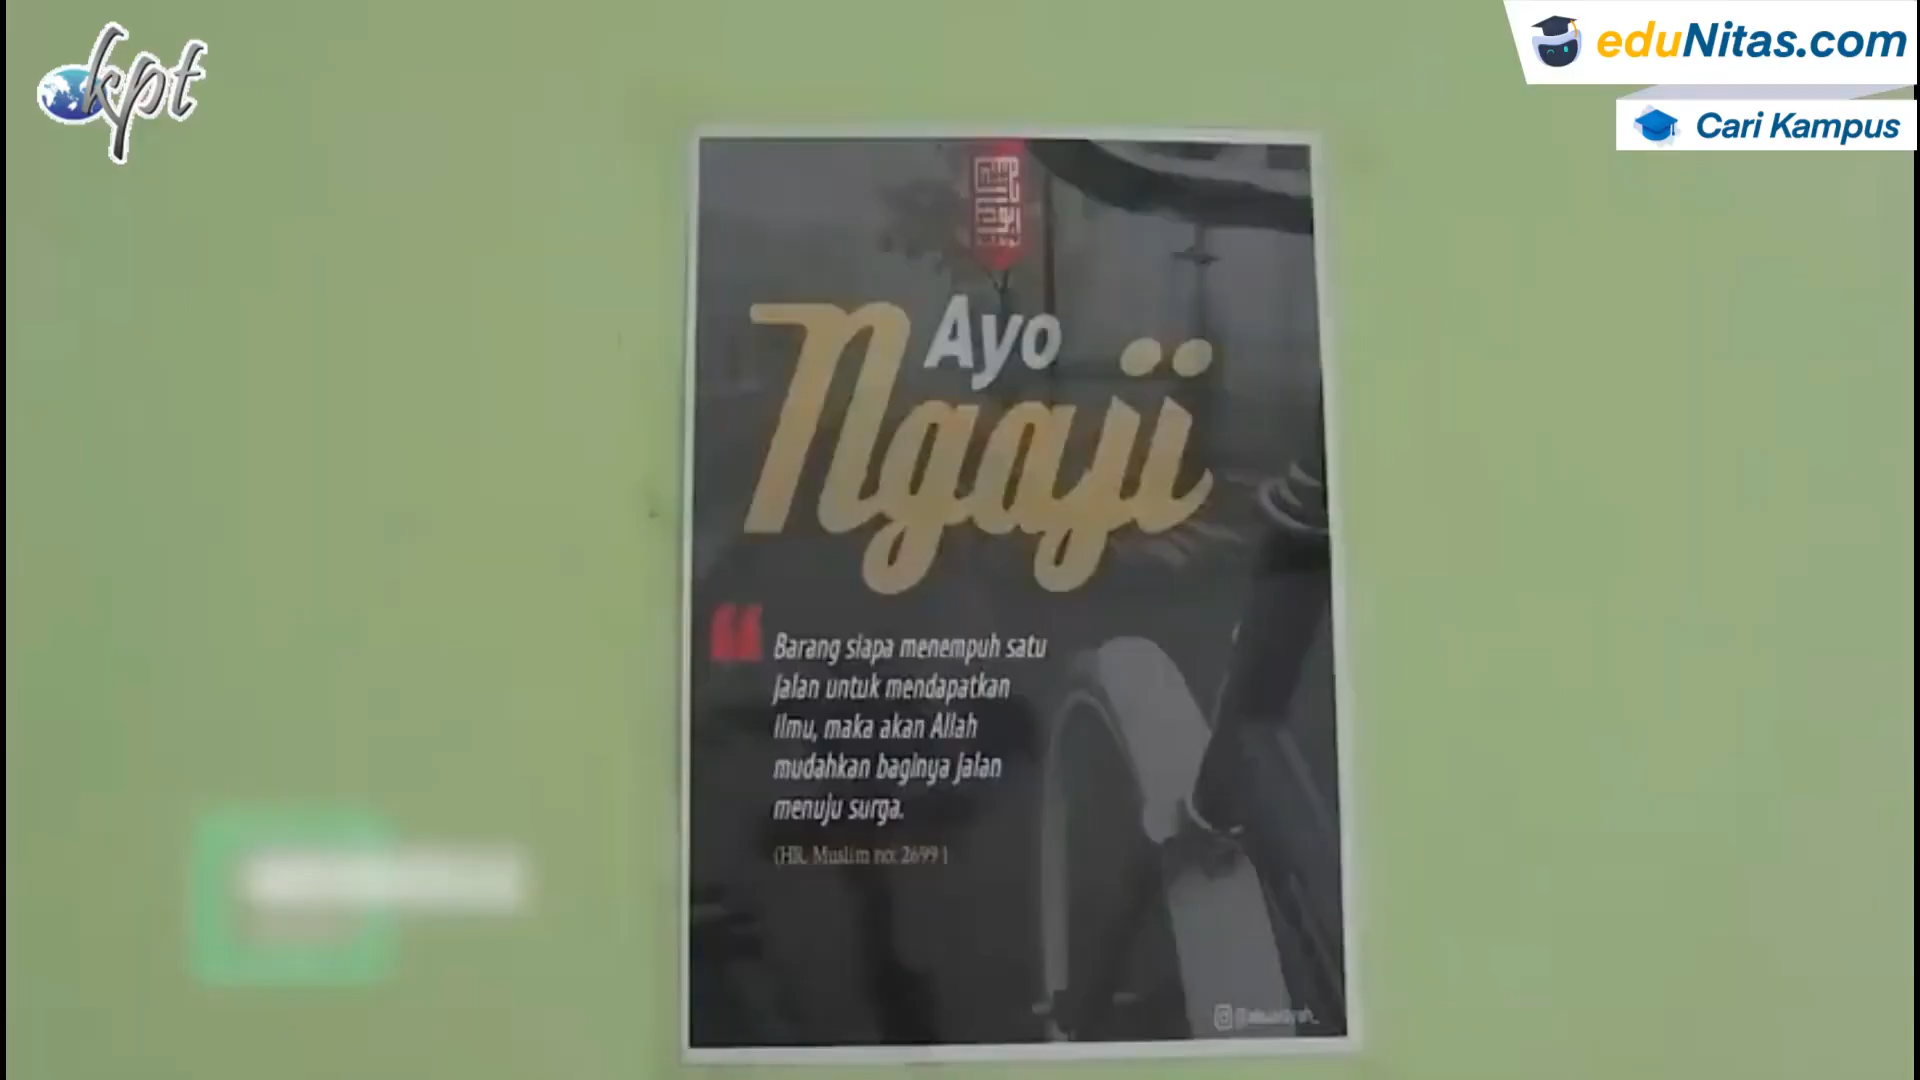 kpt
eduNitas.com
Cari Kampus
Ayo
Ngaji
Barang siapa menempuh satu
jalan untuk mendapatkan
ilmu, maka akan Allah
mudahkan baginya jalan
menuju surga.
(HR. Muslim no: 2699 )